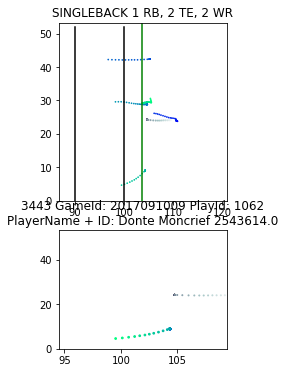 SINGLEBACK 1 RB, 2 TE, 2 WR
50
40
30
20
10
0
90 100 110 120
3443 GameId: 2017091009 PlayId: 1062
PlayerName + ID: Donte Moncrief 2543614.0
40
20
0
95 100 105